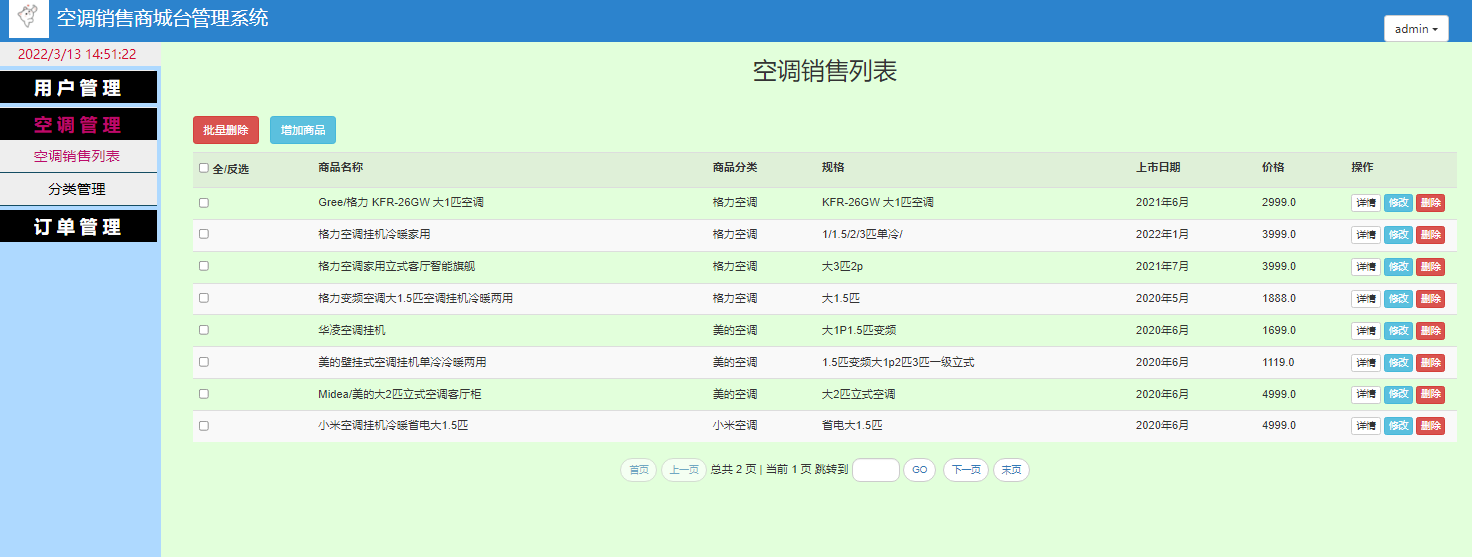 空调销售商城台管理系统
admin
2022/3/13 14:51:22
用户管理
空调管理
空调销售列表
分类管理
订单管理
空调销售列表
批量删除 增加商品
全/反选 商品名称 商品分类 规格 上市日期 价格 操作
Gree/格力 KFR-26GW 大1匹空调 格力空调 KFR-26GW 大1匹空调 2021年6月 2999.0 详情 修改 删除
格力空调挂机冷暖家用 格力空调 1/1.5/2/3匹单冷/ 2022年1月 3999.0 详情 修改 删除
格力空调家用立式客厅智能旗舰 格力空调 大3匹2p 2021年7月 3999.0 详情 修改 删除
格力变频空调大1.5匹空调挂机冷暖两用 格力空调 大1.5匹 2020年5月 1888.0 详情 修改 删除
华凌空调挂机 美的空调 大1P1.5匹变频 2020年6月 1699.0 详情 修改 删除
美的壁挂式空调挂机单冷冷暖两用 美的空调 1.5匹变频大1p2匹3匹一级立式 2020年6月 1119.0 详情 修改 删除
Midea/美的大2匹立式空调客厅柜 美的空调 大2匹立式空调 2020年6月 4999.0 详情 修改 删除
小米空调挂机冷暖省电大1.5匹 小米空调 省电大1.5匹 2020年6月 4999.0 详情 修改 删除
首页 上一页 总共 2 页 | 当前 1 页 跳转到 GO 下一页 末页